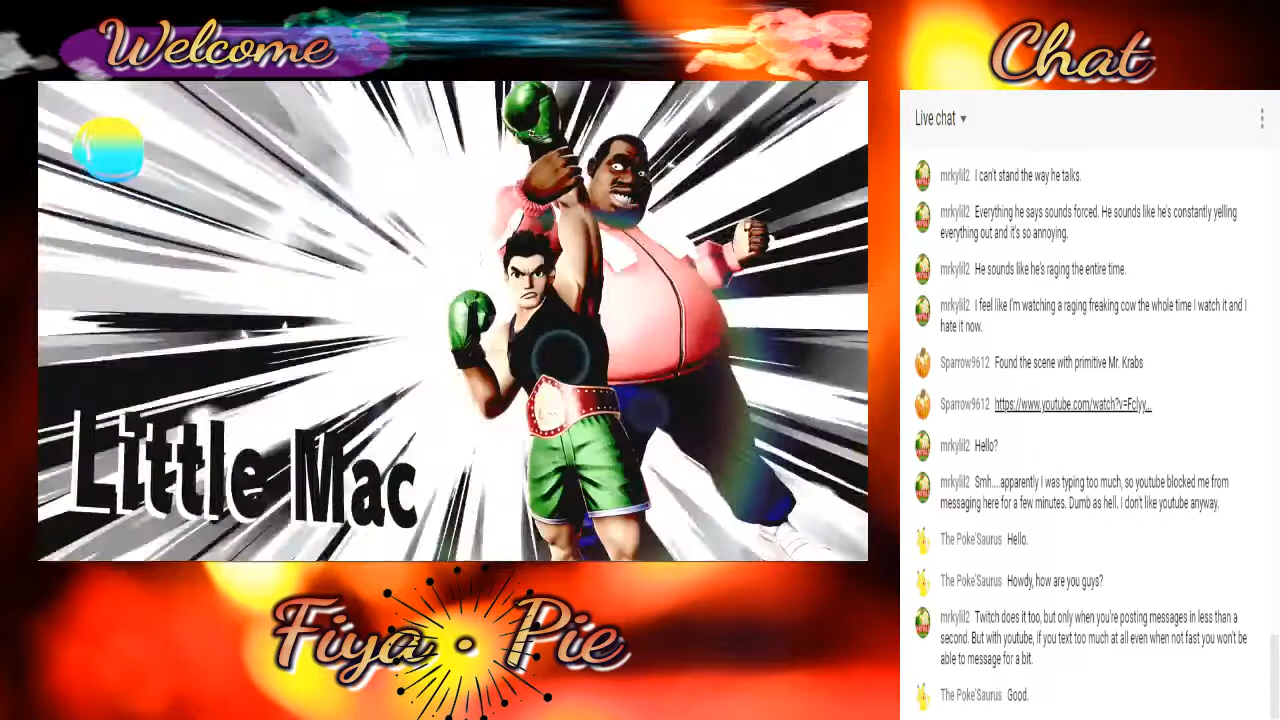 Welcome
Chat
Live chat
mrkylil2 I can't stand the way he talks.
mrkylil2 Everything he says sounds forced. He sounds like he's constantly yelling
everything out and it's so annoying.
mrkylil2 He sounds like he's raging the entire time.
mrkylil2 I feel like I'm watching a raging freaking cow the whole time I watch it and I
hate it now.
Sparrow9612 Found the scene with primitive Mr. Krabs
Sparrow9612 https://www.youtube.com/watch?v=Fclyy...
mrkylil2 Hello?
mrkylil2 Smh....apparently I was typing too much, so youtube blocked me from
messaging here for a few minutes. Dumb as hell. I don't like youtube anyway.
The Poke'Saurus Hello.
The Poke'Saurus Howdy, how are you guys?
mrkylil2 Twitch does it too, but only when you're posting messages in less than a
second. But with youtube, if you text too much at all even when not fast you won't be
able to message for a bit.
The Poke'Saurus Good.
Little Mac
Fiya • Pie